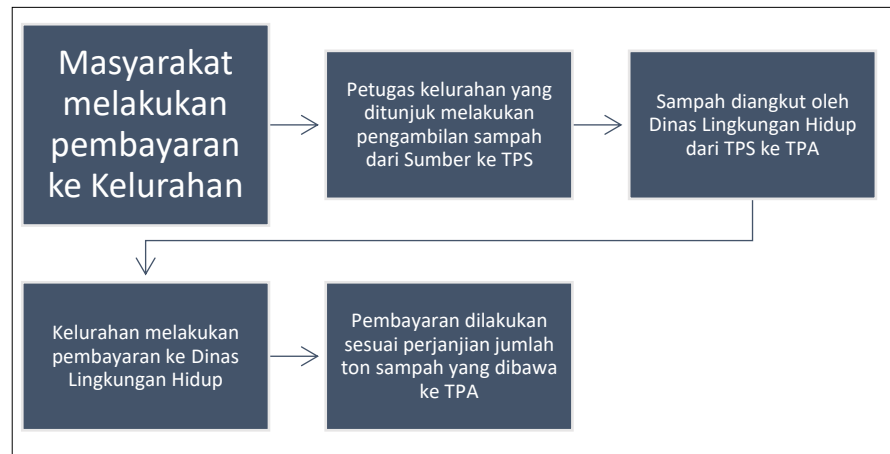 Masyarakat
melakukan
pembayaran
ke Kelurahan
Petugas kelurahan yang
ditunjuk melakukan
pengambilan sampah
dari Sumber ke TPS
Sampah diangkut oleh
Dinas Lingkungan Hidup
dari TPS ke TPA
Kelurahan melakukan
pembayaran ke Dinas
Lingkungan Hidup
Pembayaran dilakukan
sesuai perjanjian jumlah
ton sampah yang dibawa
ke TPA